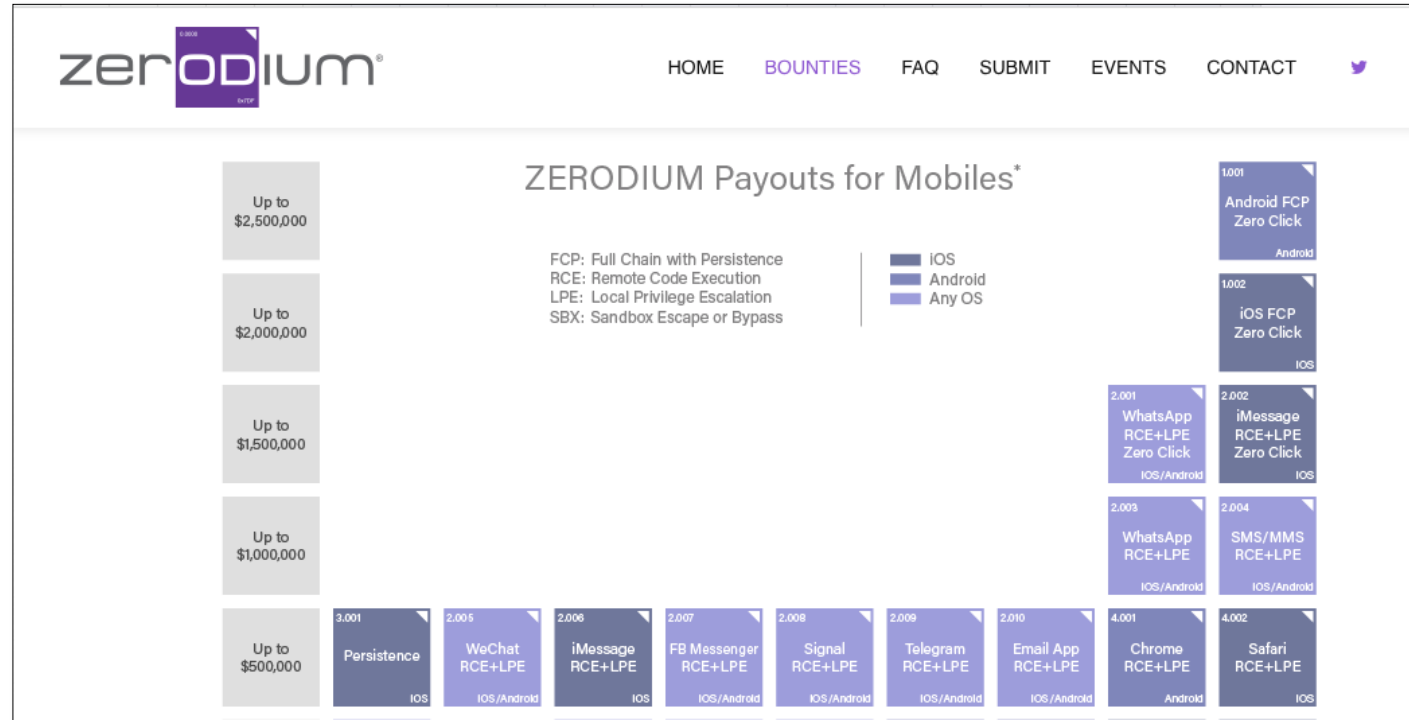 0.0000
zerODIUM®
0x7DF
HOME BOUNTIES FAQ SUBMIT EVENTS CONTACT
ZERODIUM Payouts for Mobiles*
FCP: Full Chain with Persistence
RCE: Remote Code Execution
LPE: Local Privilege Escalation
SBX: Sandbox Escape or Bypass
iOS
Android
Any OS
Up to
$2,500,000
1.001
Android FCP
Zero Click
Android
Up to
$2,000,000
1.002
iOS FCP
Zero Click
IOS
Up to
$1,500,000
2.001
WhatsApp
RCE+LPE
Zero Click
IOS/Android
2.002
iMessage
RCE+LPE
Zero Click
IOS
Up to
$1,000,000
2.003
WhatsApp
RCE+LPE
IOS/Android
2.004
SMS/MMS
RCE+LPE
IOS/Android
Up to
$500,000
3.001
Persistence
IOS
2.005
WeChat
RCE+LPE
IOS/Android
2.006
iMessage
RCE+LPE
IOS
2.007
FB Messenger
RCE+LPE
IOS/Android
2.008
Signal
RCE+LPE
IOS/Android
2.009
Telegram
RCE+LPE
IOS/Android
2.010
Email App
RCE+LPE
IOS/Android
4.001
Chrome
RCE+LPE
Android
4.002
Safari
RCE+LPE
IOS